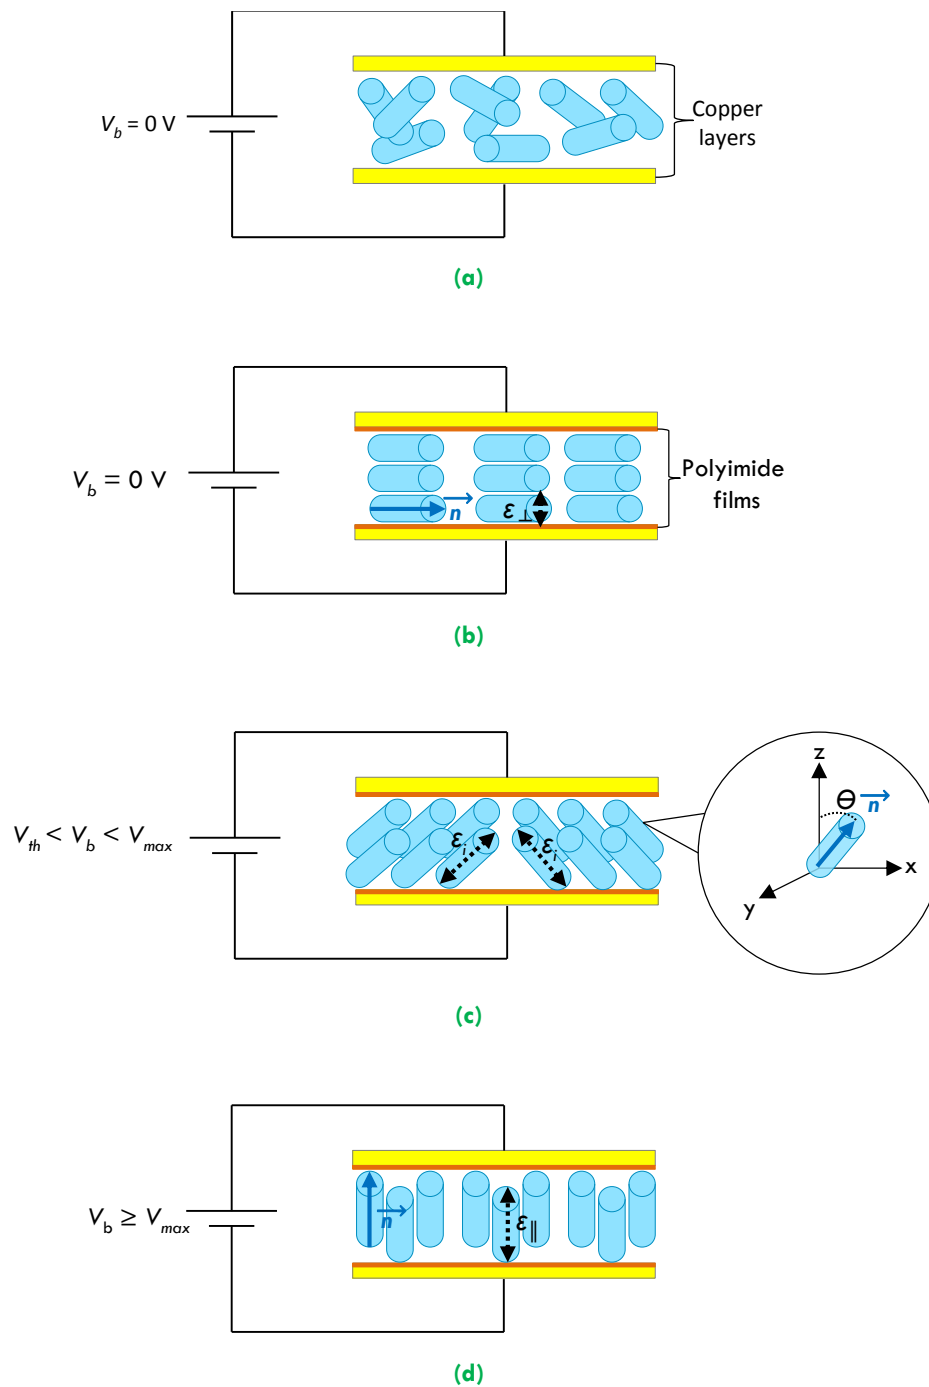 V_b = 0 V
Copper
layers
(a)
V_b = 0 V
Polyimide
films
n
ε⊥
(b)
V_th < V_b < V_max
ε_i
ε_i
z
Θ
n
x
y
(c)
V_b ≥ V_max
n
ε||
(d)